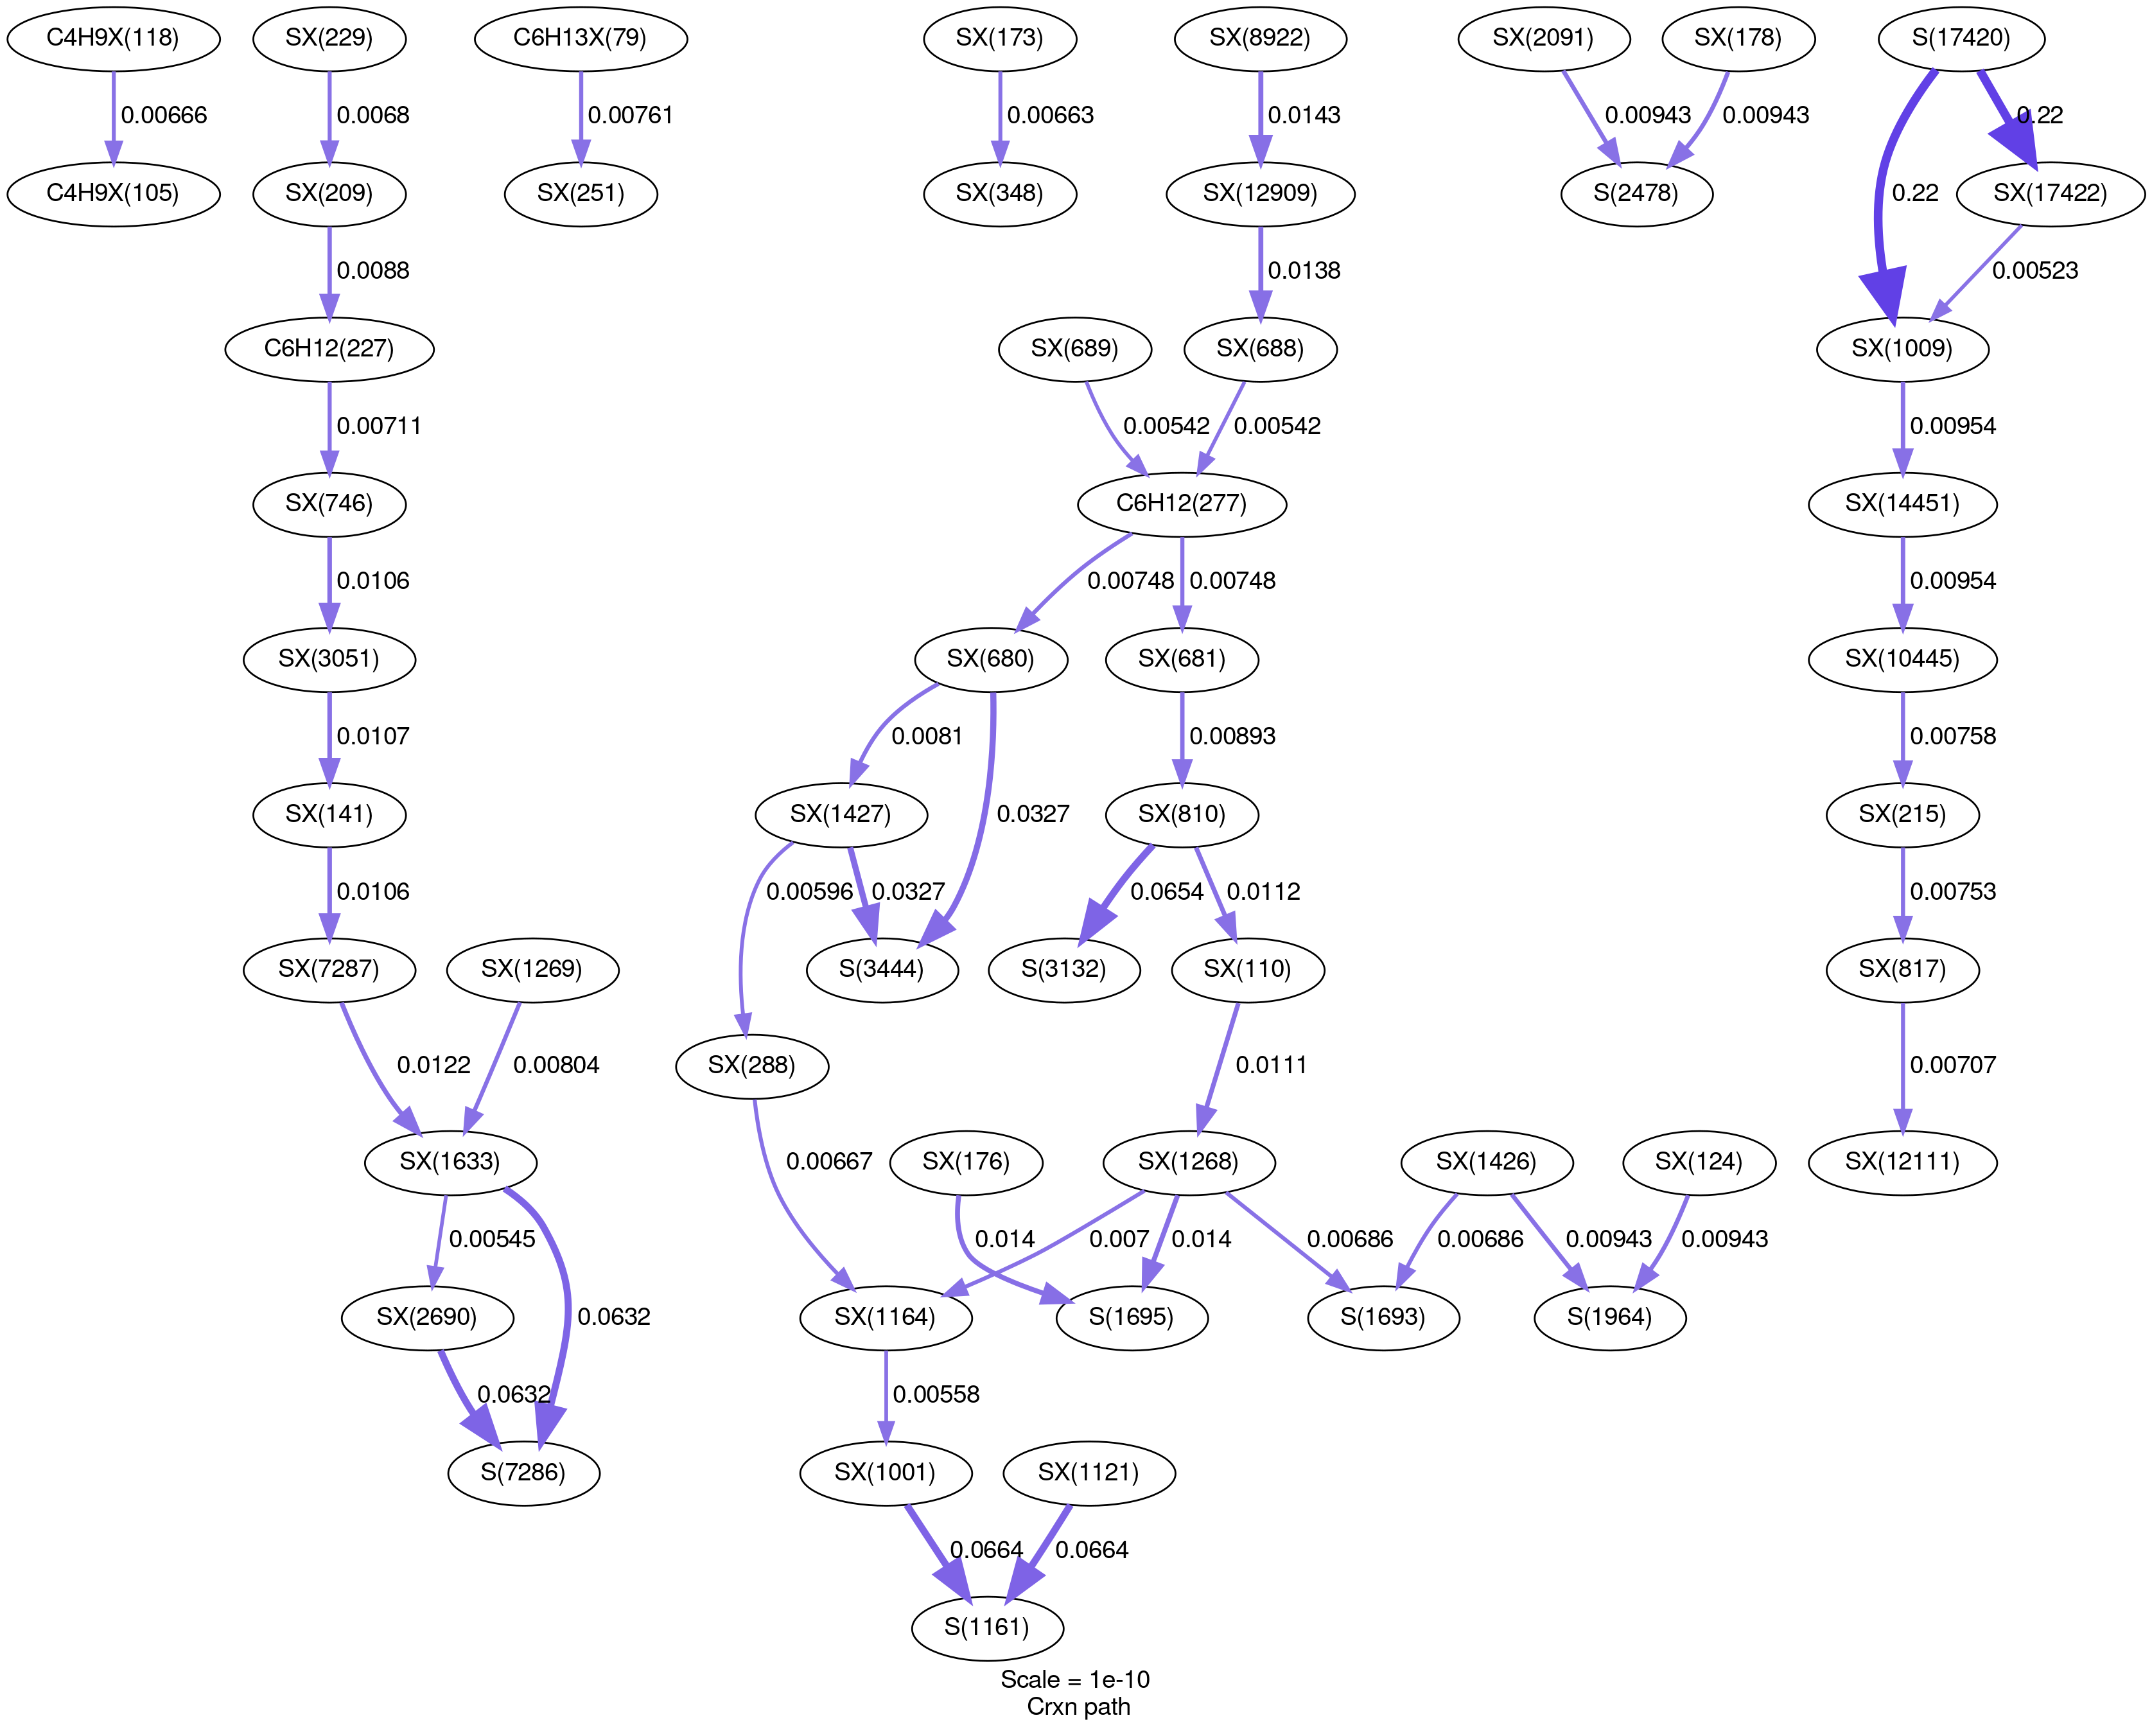 C4H9X(118)
SX(229)
C6H13X(79)
SX(173)
SX(8922)
SX(2091)
SX(178)
S(17420)
0.00666
0.0068
0.00761
0.00663
0.0143
0.00943
0.00943
0.22
C4H9X(105)
SX(209)
SX(251)
SX(348)
SX(12909)
S(2478)
0.22
SX(17422)
0.0088
0.0138
0.00523
C6H12(227)
SX(689)
SX(688)
SX(1009)
0.00711
0.00542
0.00542
0.00954
SX(746)
C6H12(277)
SX(14451)
0.0106
0.00748
0.00748
0.00954
SX(3051)
SX(680)
SX(681)
SX(10445)
0.0107
0.0081
0.00893
0.00758
SX(141)
SX(1427)
0.0327
SX(810)
SX(215)
0.0106
0.00596
0.0327
0.0654
0.0112
0.00753
SX(7287)
SX(1269)
S(3444)
S(3132)
SX(110)
SX(817)
0.0122
0.00804
SX(288)
0.0111
0.00707
SX(1633)
0.00667
SX(176)
SX(1268)
SX(1426)
SX(124)
SX(12111)
0.00545
0.014
0.007
0.014
0.00686
0.00686
0.00943
0.00943
SX(2690)
0.0632
SX(1164)
S(1695)
S(1693)
S(1964)
0.0632
0.00558
S(7286)
SX(1001)
SX(1121)
0.0664
0.0664
S(1161)
Scale = 1e-10
Crxn path